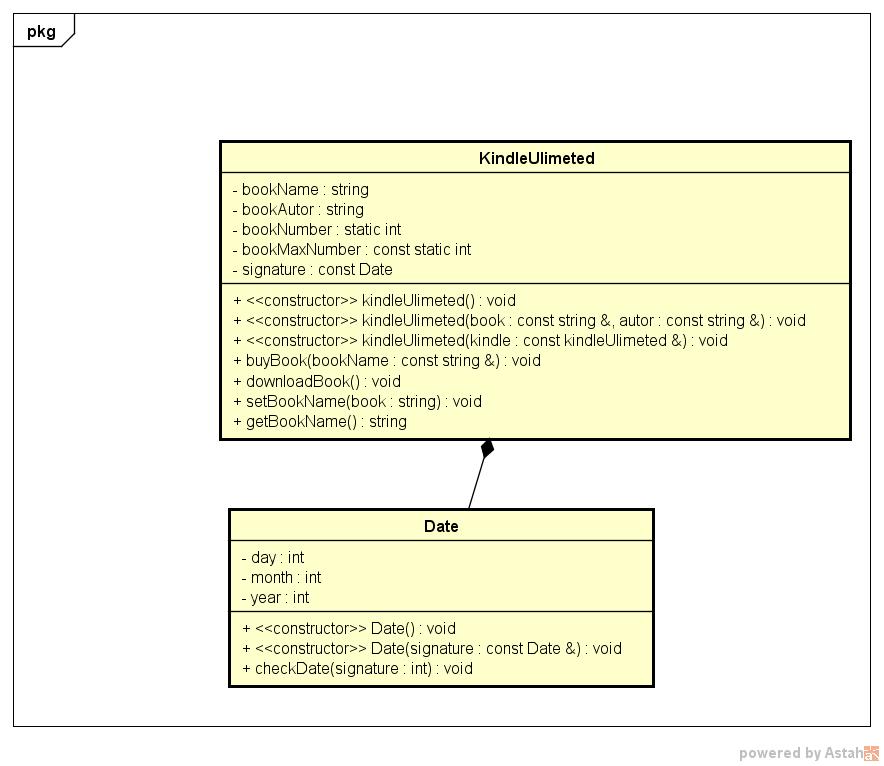 pkg
KindleUlimeted
- bookName : string
- bookAutor : string
- bookNumber : static int
- bookMaxNumber : const static int
- signature : const Date
+ <<constructor>> kindleUlimeted() : void
+ <<constructor>> kindleUlimeted(book : const string &, autor : const string &) : void
+ <<constructor>> kindleUlimeted(kindle : const kindleUlimeted &) : void
+ buyBook(bookName : const string &) : void
+ downloadBook() : void
+ setBookName(book : string) : void
+ getBookName() : string
Date
- day : int
- month : int
- year : int
+ <<constructor>> Date() : void
+ <<constructor>> Date(signature : const Date &) : void
+ checkDate(signature : int) : void
powered by Astah